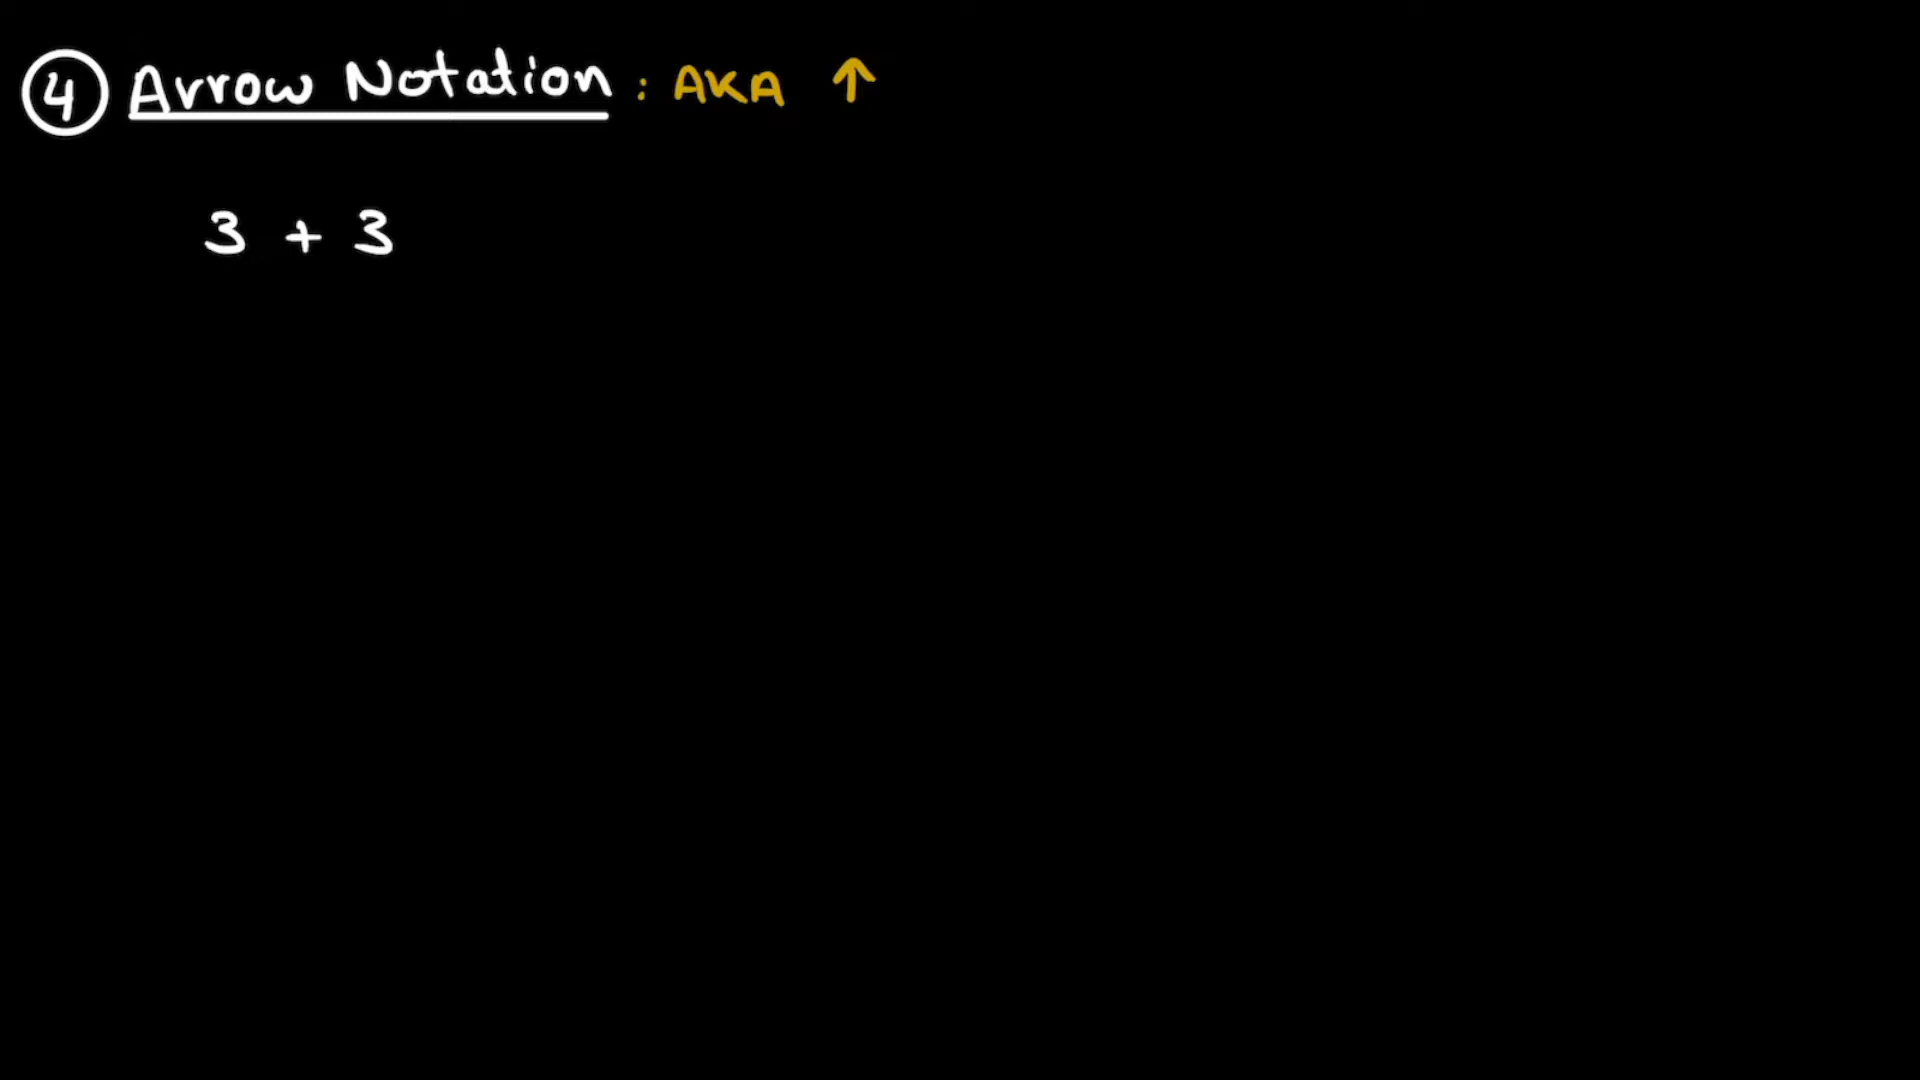 ④ Arrow Notation : AKA ↑
3 + 3